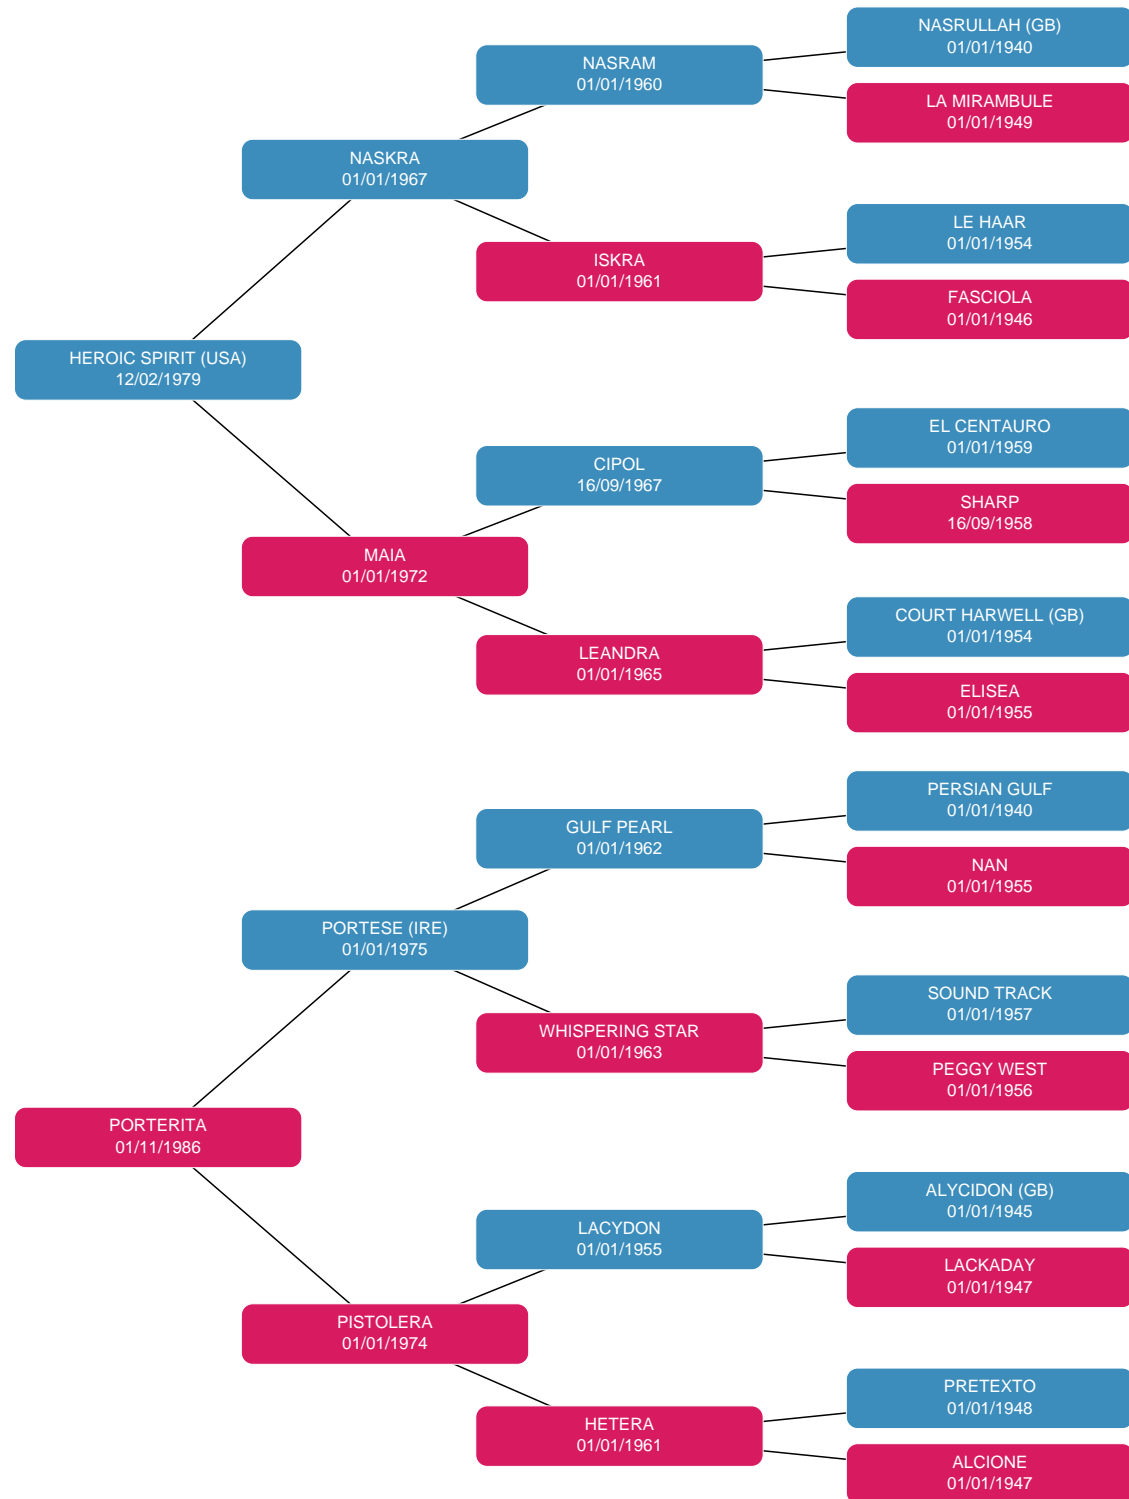 NASRULLAH (GB)
01/01/1940
NASRAM
01/01/1960
LA MIRAMBULE
01/01/1949
NASKRA
01/01/1967
LE HAAR
01/01/1954
ISKRA
01/01/1961
FASCIOLA
01/01/1946
HEROIC SPIRIT (USA)
12/02/1979
EL CENTAURO
01/01/1959
CIPOL
16/09/1967
SHARP
16/09/1958
MAIA
01/01/1972
COURT HARWELL (GB)
01/01/1954
LEANDRA
01/01/1965
ELISEA
01/01/1955
PERSIAN GULF
01/01/1940
GULF PEARL
01/01/1962
NAN
01/01/1955
PORTESE (IRE)
01/01/1975
SOUND TRACK
01/01/1957
WHISPERING STAR
01/01/1963
PEGGY WEST
01/01/1956
PORTERITA
01/11/1986
ALYCIDON (GB)
01/01/1945
LACYDON
01/01/1955
LACKADAY
01/01/1947
PISTOLERA
01/01/1974
PRETEXTO
01/01/1948
HETERA
01/01/1961
ALCIONE
01/01/1947